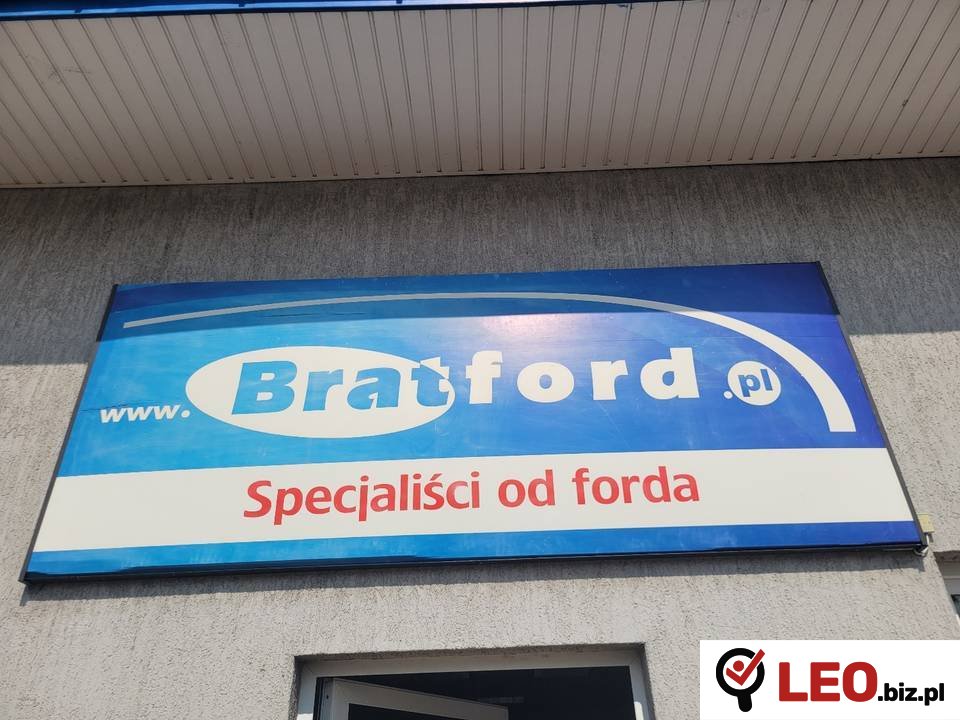 www.Bratford.pl
Specjaliści od forda
LEO.biz.pl